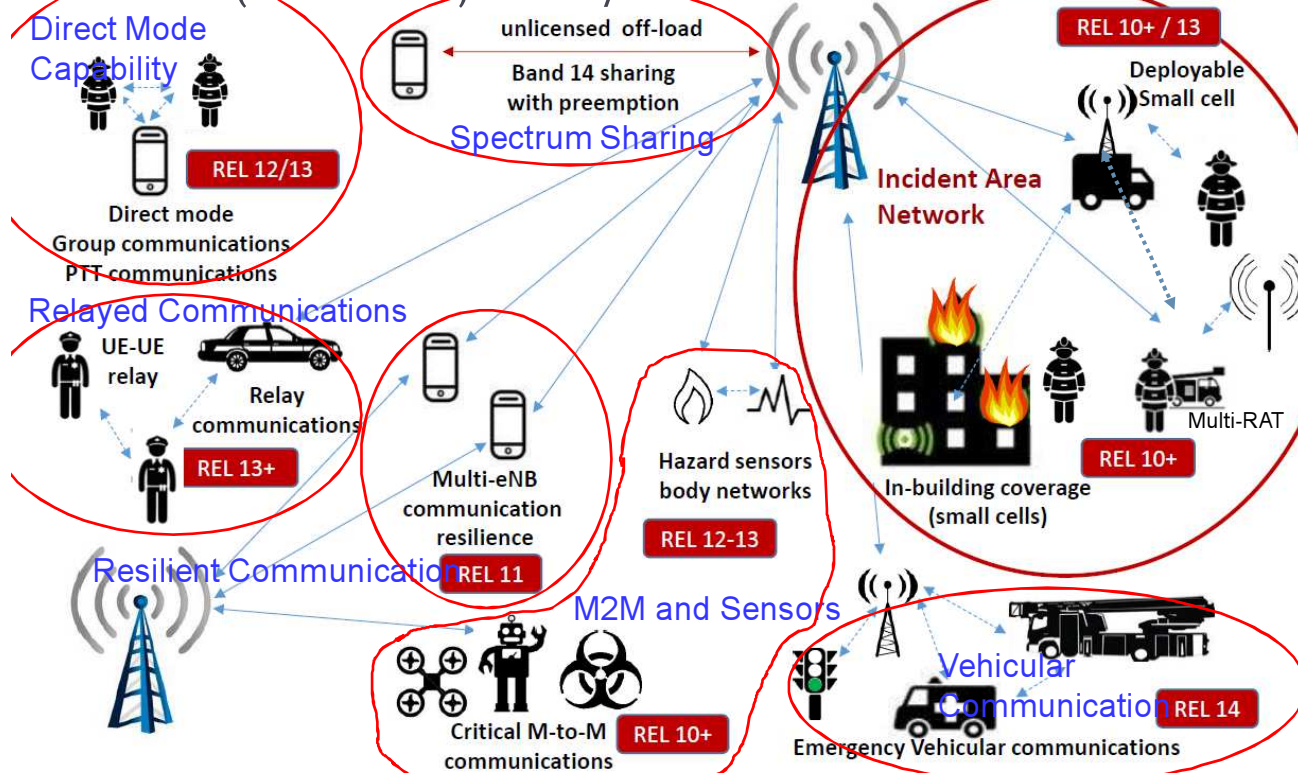 Direct Mode
Capability
REL 12/13
Direct mode
Group communications
PTT communications
unlicensed off-load
Band 14 sharing
with preemption
Spectrum Sharing
REL 10+ / 13
Deployable
Small cell
Incident Area
Network
Multi-RAT
REL 10+
In-building coverage
(small cells)
Relayed Communications
UE-UE
relay
Relay
communications
REL 13+
Multi-eNB
communication
resilience
REL 11
Resilient Communication
Hazard sensors
body networks
REL 12-13
M2M and Sensors
Critical M-to-M
communications
REL 10+
Vehicular
Communication
REL 14
Emergency Vehicular communications